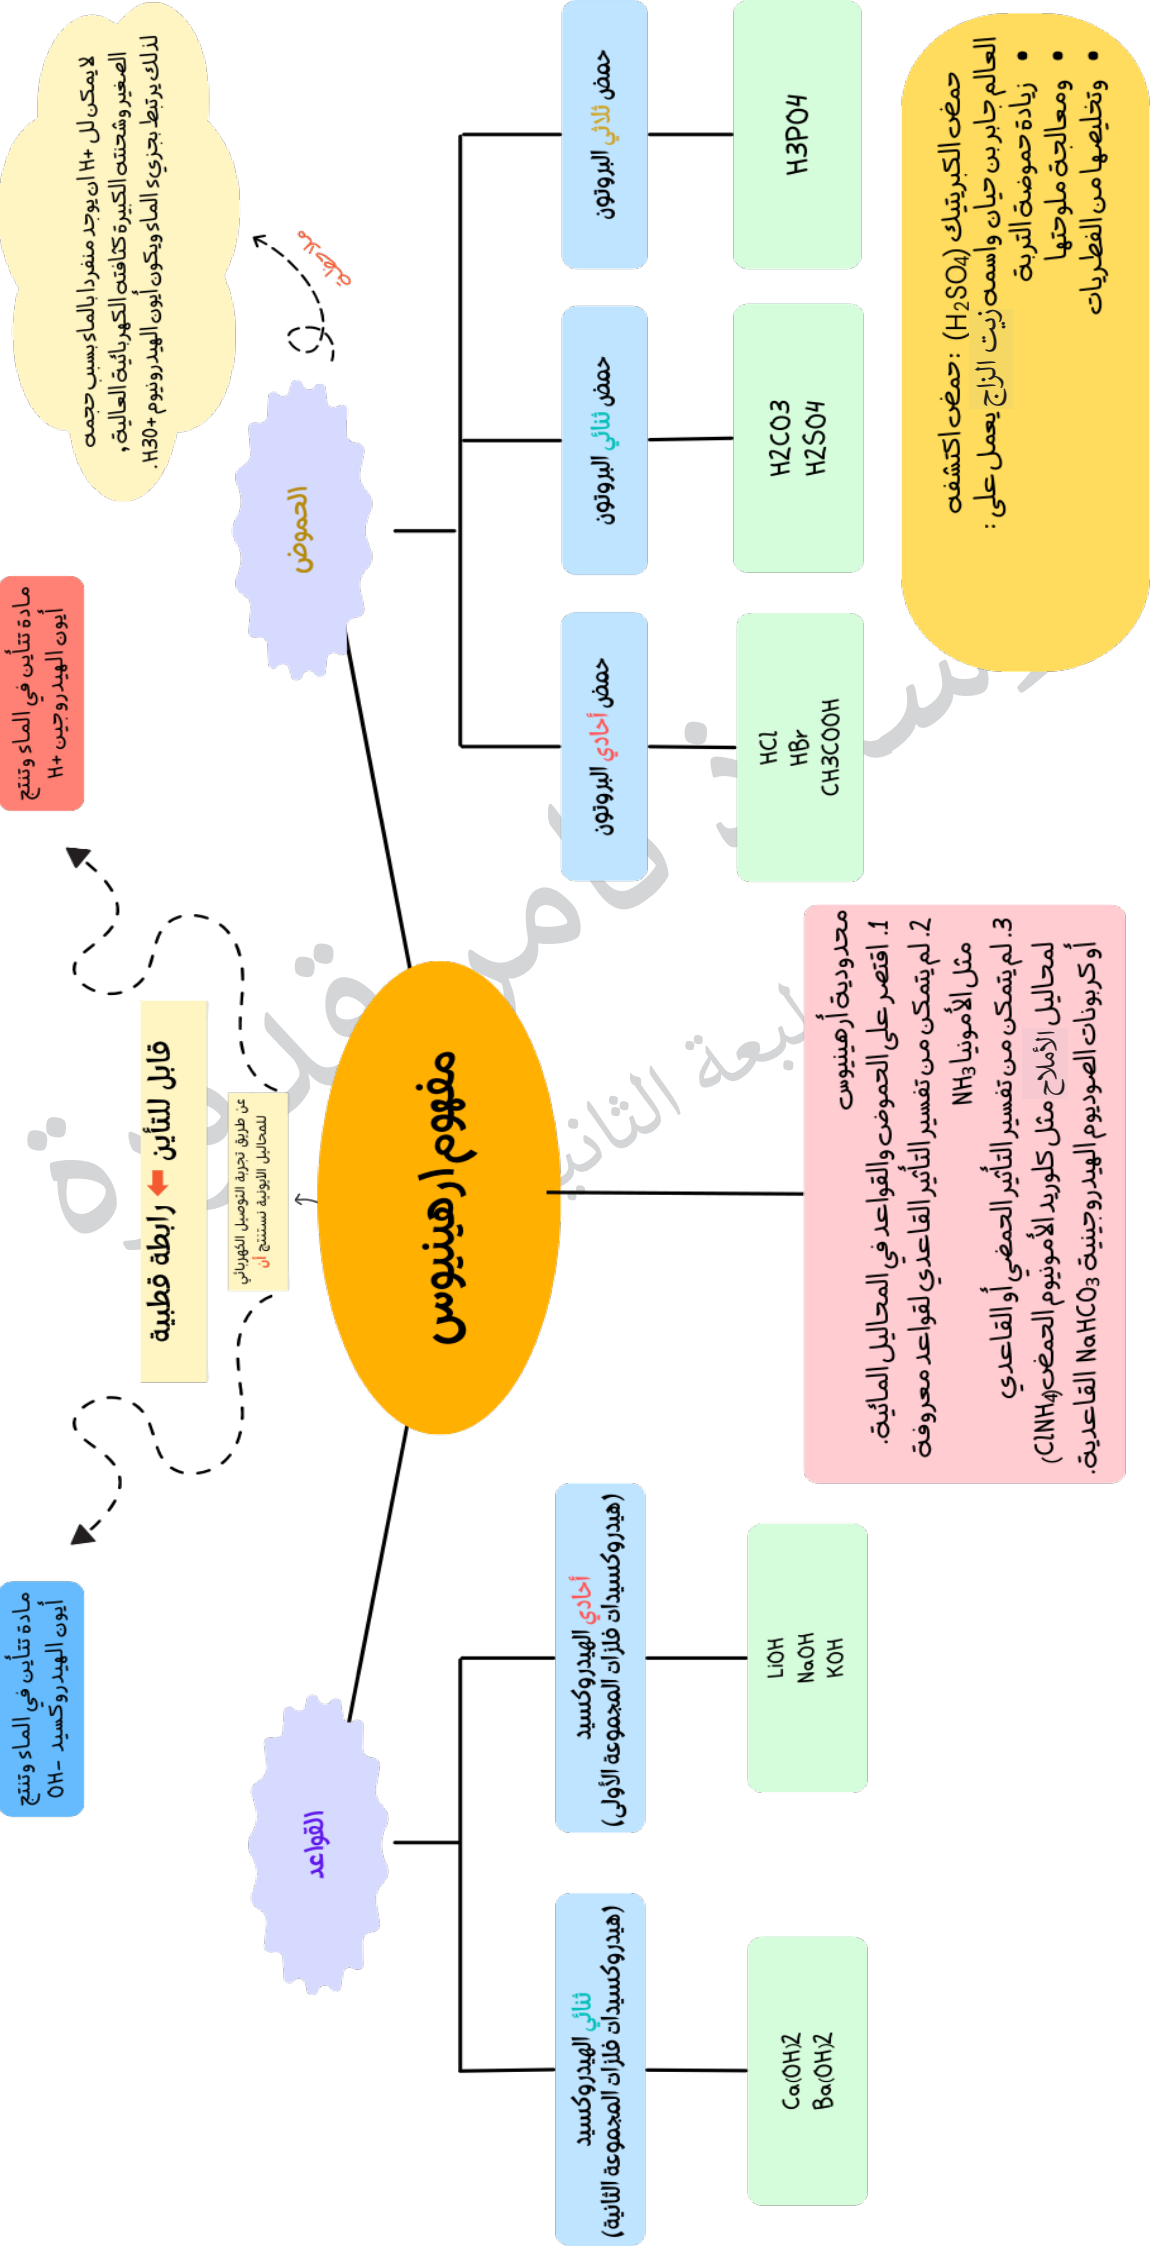 مفهوم ارهينيوس
عن طريق تجربة التوصيل الكهربائي
للمحاليل الأيونية نستنتج أن
قابل للتأين ← رابطة قطبية
مادة تتأين في الماء وتنتج
أيون الهيدروجين H+
مادة تتأين في الماء وتنتج
أيون الهيدروكسيد OH-
الحموض
ملاحظة
لا يمكن لل H+ ان يوجد منفردا بالماء بسبب حجمه
الصغير وشحنته الكبيرة كثافته الكهربائية العالية و
لذلك يرتبط بجزيء الماء ويكون أيون الهيدرونيوم H3O+.
حمض أحادي البروتون
HCl
HBr
CH3COOH
حمض ثنائي البروتون
H2CO3
H2SO4
حمض ثلاثي البروتون
H3PO4
حمض الكبريتيك (H2SO4) :حمض اكتشفه
العالم جابر بن حيان واسمه زيت الزاج يعمل على :
• زيادة حموضة التربة
• ومعالجة ملوحتها
• وتخليصها من الفطريات
القواعد
أحادي الهيدروكسيد
(هيدروكسيدات فلزات المجموعة الأولى)
LiOH
NaOH
KOH
ثنائي الهيدروكسيد
(هيدروكسيدات فلزات المجموعة الثانية)
Ca(OH)2
Ba(OH)2
محدودية أرهينيوس
1. اقتصر على الحموض والقواعد في المحاليل المائية.
2. لم يتمكن من تفسير التأثير القاعدي لقواعد معروفة
مثل الأمونيا NH3
3. لم يتمكن من تفسير التأثير الحمضي أو القاعدي
لمحاليل الأملاح مثل كلوريد الأمونيوم الحمضي (ClNH4)
أو كربونات الصوديوم الهيدروجينية NaHCO3 القاعدية.